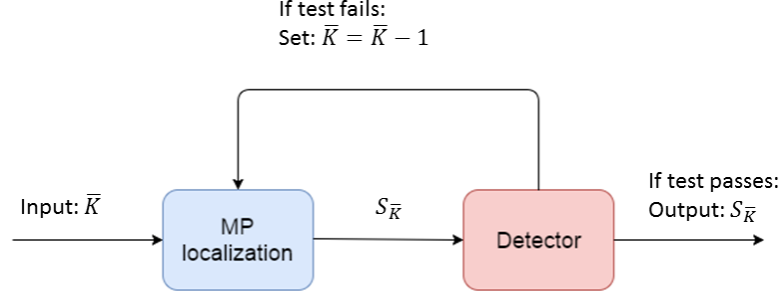 If test fails:
Set: K̅ = K̅ − 1
Input: K̅
MP
localization
S_K̅
Detector
If test passes:
Output: S_K̅